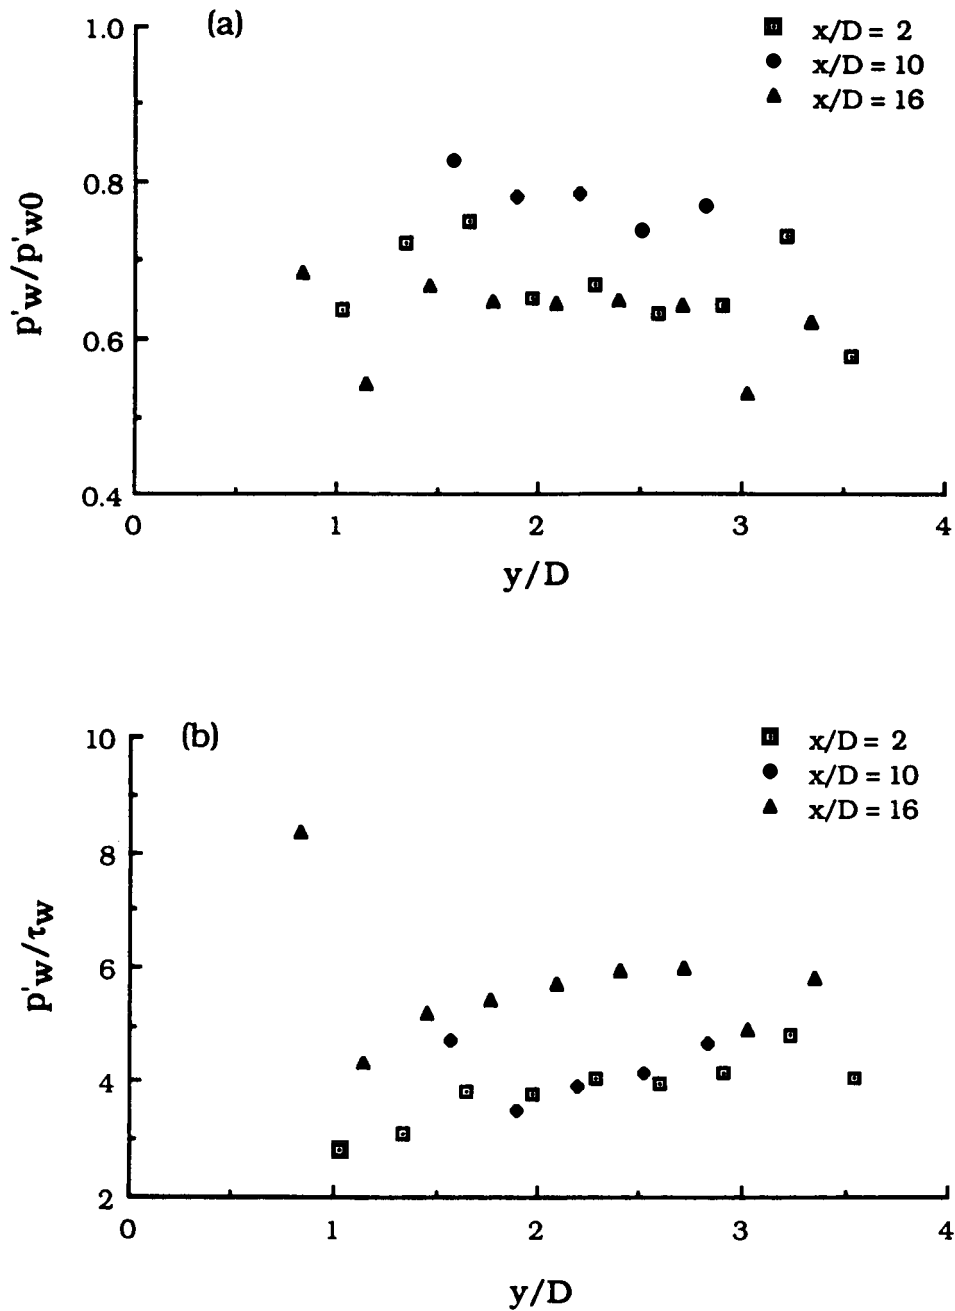 (a)
1.0
0.8
0.6
0.4
p'w/p'w0
x/D = 2
x/D = 10
x/D = 16
0 1 2 3 4
y/D
(b)
10
8
6
4
2
p'w/τw
x/D = 2
x/D = 10
x/D = 16
0 1 2 3 4
y/D